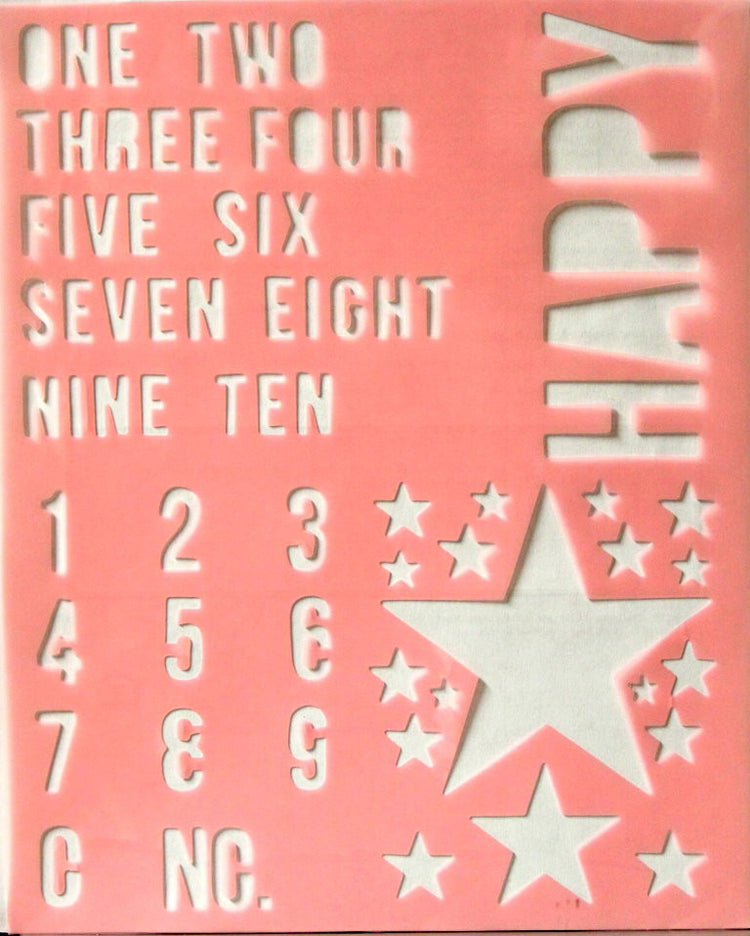 ONE TWO
THREE FOUR
FIVE SIX
SEVEN EIGHT
NINE TEN
HAPPY
1 2 3
4 5 6
7 8 9
0 NO.